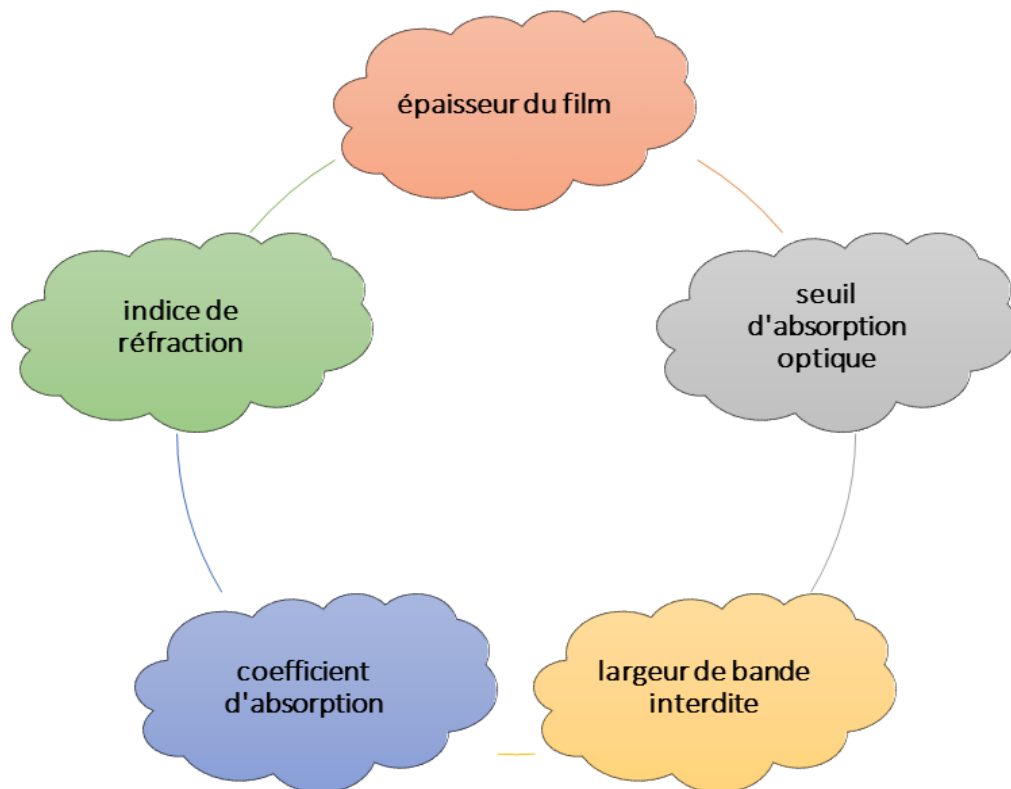 épaisseur du film
indice de
réfraction
seuil
d'absorption
optique
coefficient
d'absorption
largeur de bande
interdite